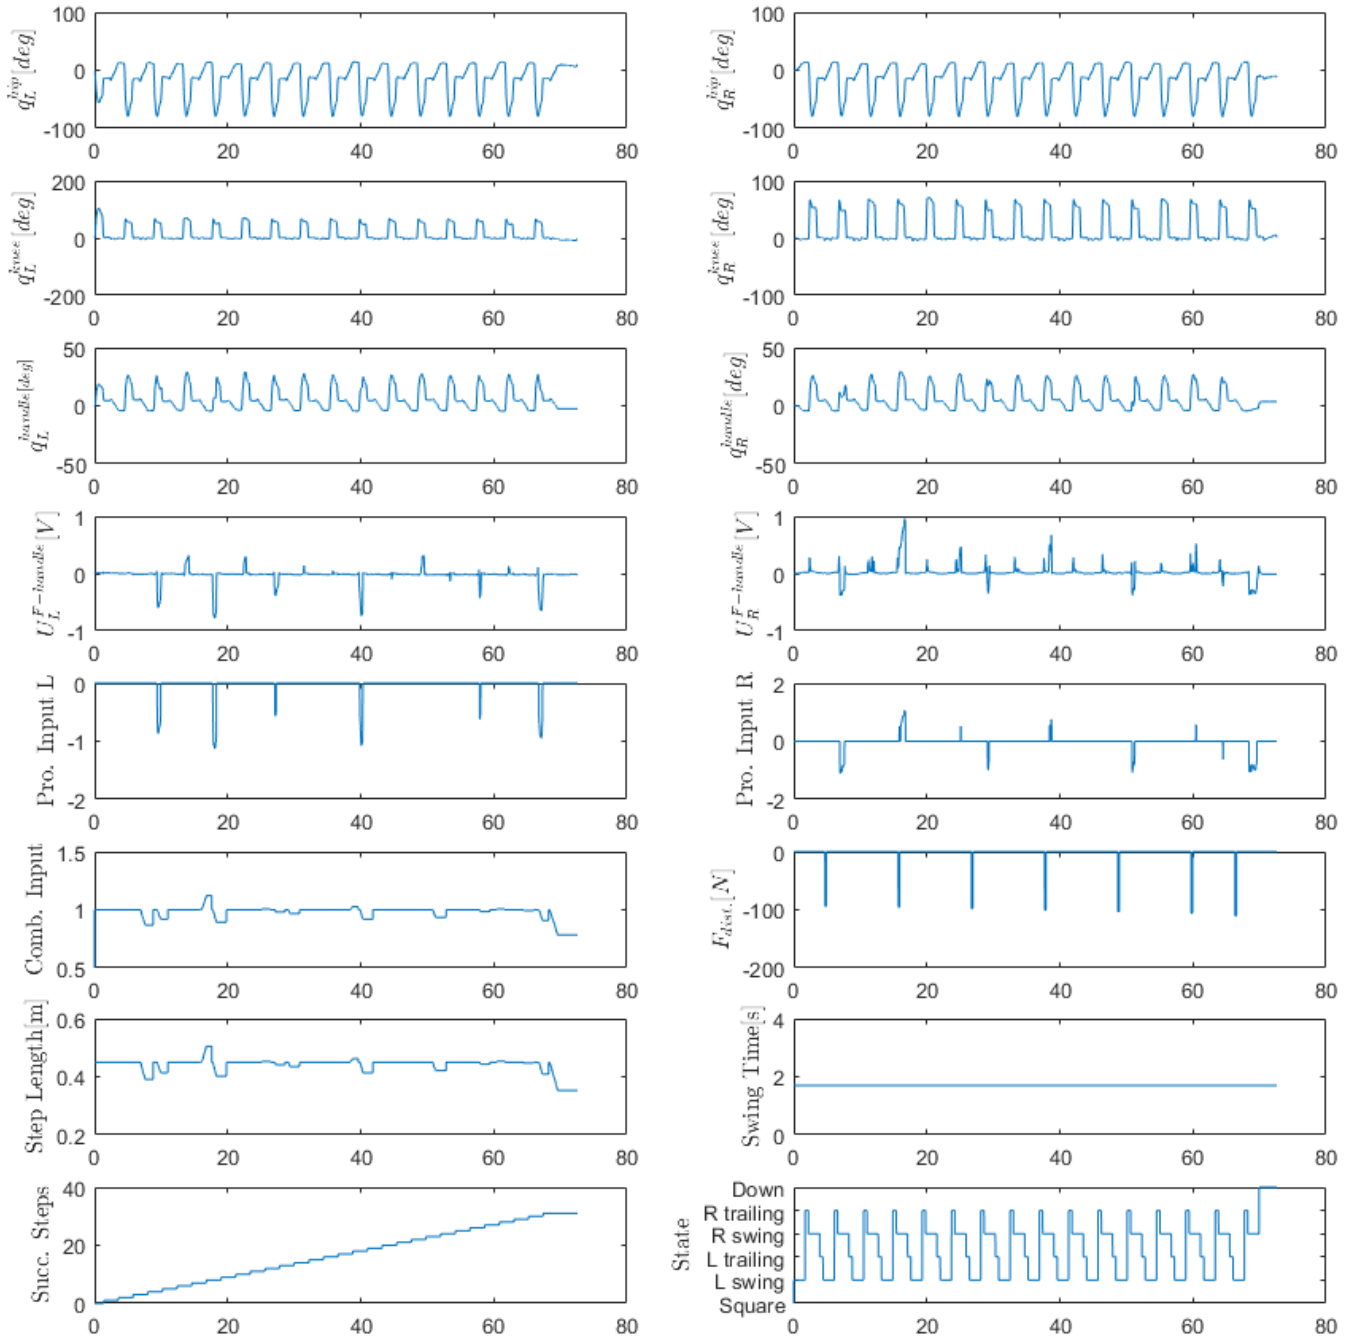 100
0
-100
0 20 40 60 80
q_L^{hip}[deg]
100
0
-100
0 20 40 60 80
q_R^{hip}[deg]
200
0
-200
0 20 40 60 80
q_L^{knee}[deg]
100
0
-100
0 20 40 60 80
q_R^{knee}[deg]
50
0
-50
0 20 40 60 80
q_L^{handle[deg]}
50
0
-50
0 20 40 60 80
q_R^{handle}[deg]
1
0
-1
0 20 40 60 80
U_L^{F-handle}[V]
1
0
-1
0 20 40 60 80
U_R^{F-handle}[V]
0
-1
-2
0 20 40 60 80
Pro. Input L
2
0
-2
0 20 40 60 80
Pro. Input R
1.5
1
0.5
0 20 40 60 80
Comb. Input
0
-100
-200
0 20 40 60 80
F_{dist.}[N]
0.6
0.4
0.2
0 20 40 60 80
Step Length[m]
4
2
0
0 20 40 60 80
Swing Time[s]
40
20
0
0 20 40 60 80
Succ. Steps
Down
R trailing
R swing
L trailing
L swing
Square
0 20 40 60 80
State